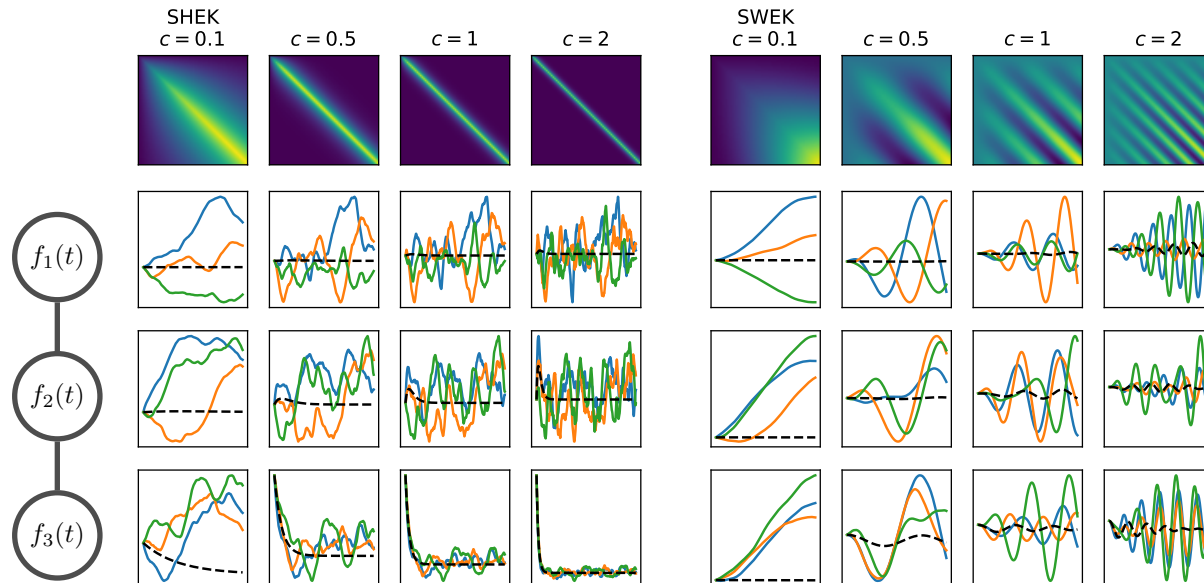 SHEK
c = 0.1
c = 0.5
c = 1
c = 2
SWEK
c = 0.1
c = 0.5
c = 1
c = 2
f₁(t)
f₂(t)
f₃(t)